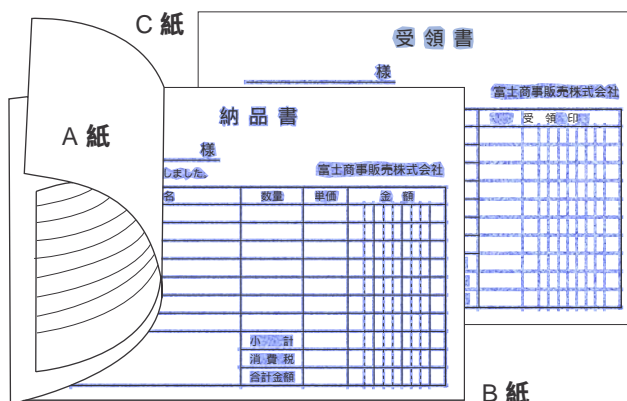 C 紙
受領書
様
富士商事販売株式会社
受 領 印
A 紙
納品書
様
しました。
富士商事販売株式会社
名 数量 単価 金 額
小 計
消 費 税
合計金額
B 紙